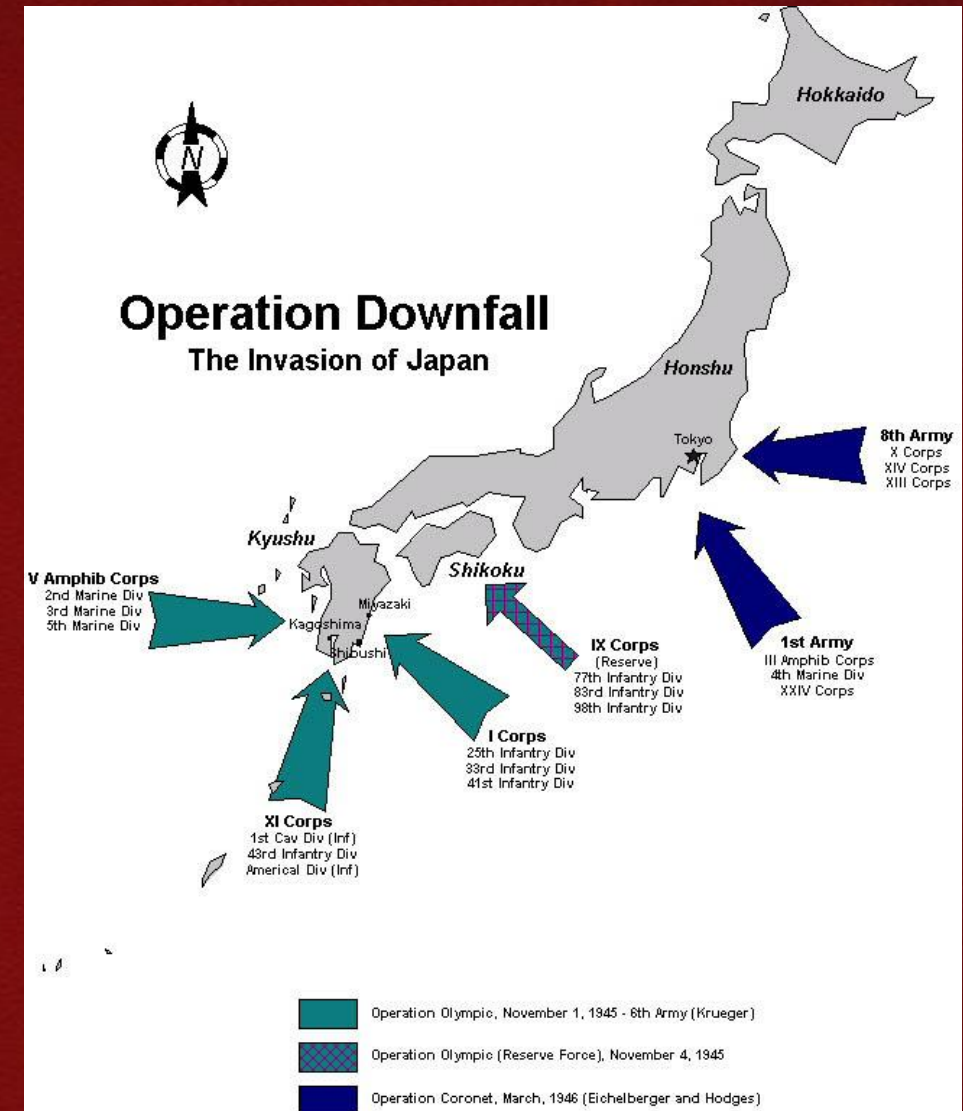 Hokkaido
N
Operation Downfall
The Invasion of Japan
Honshu
Tokyo
8th Army
X Corps
XIV Corps
XIII Corps
Kyushu
Shikoku
V Amphib Corps
2nd Marine Div
3rd Marine Div
5th Marine Div
Miyazaki
Kagoshima
Shibushi
IX Corps
(Reserve)
77th Infantry Div
83rd Infantry Div
98th Infantry Div
1st Army
III Amphib Corps
4th Marine Div
XXIV Corps
I Corps
25th Infantry Div
33rd Infantry Div
41st Infantry Div
XI Corps
1st Cav Div (Inf)
43rd Infantry Div
Americal Div (Inf)
Operation Olympic, November 1, 1945 - 6th Army (Krueger)
Operation Olympic (Reserve Force), November 4, 1945
Operation Coronet, March, 1946 (Eichelberger and Hodges)